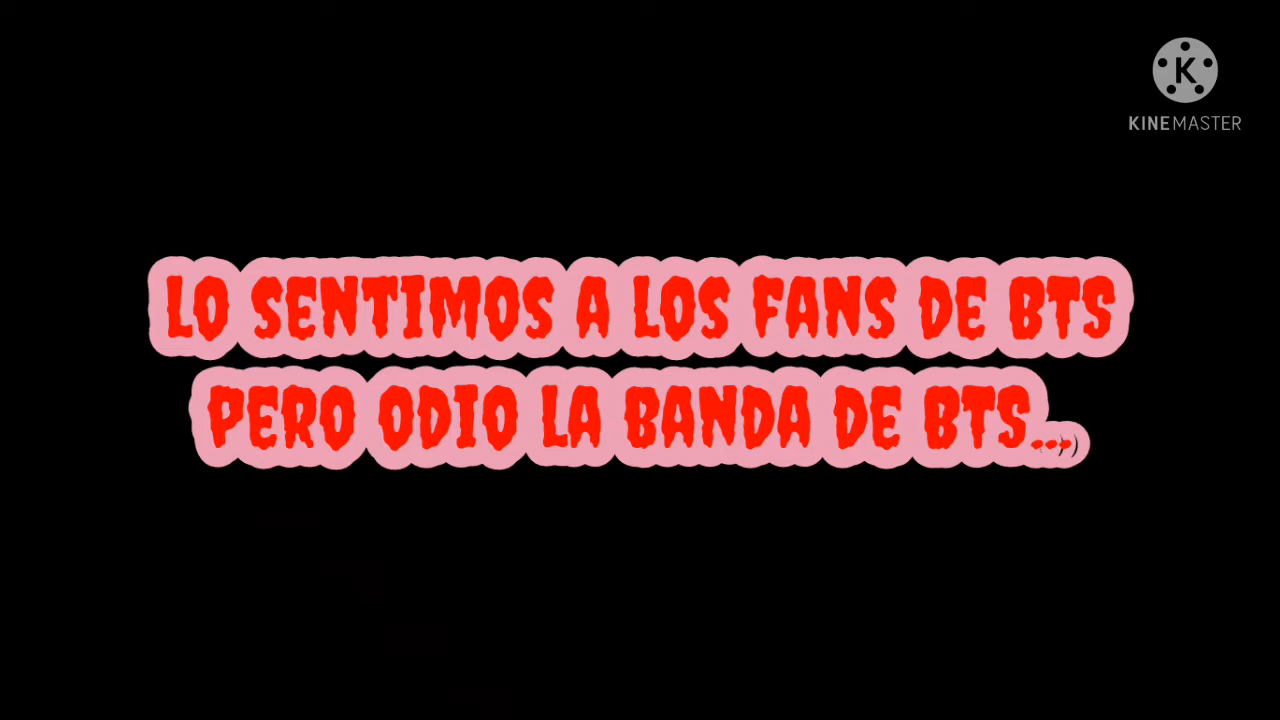 KINEMASTER
LO SENTIMOS A LOS FANS DE BTS
PERO ODIO LA BANDA DE BTS...,)